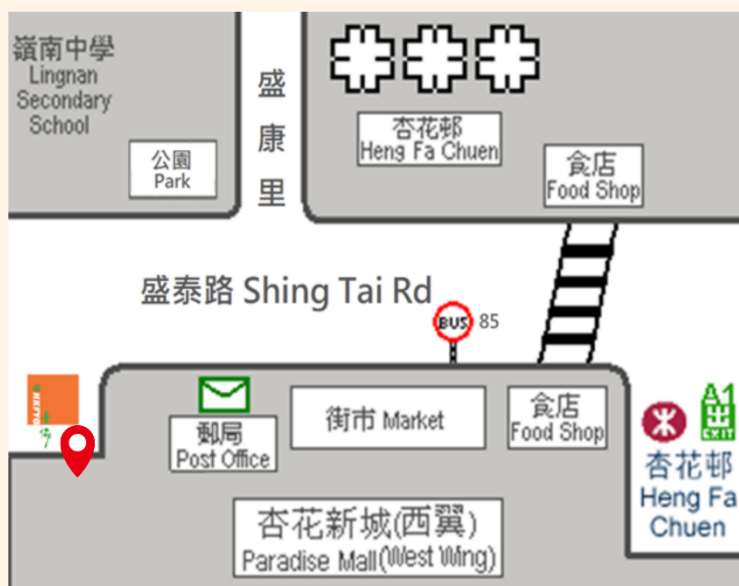 嶺南中學
Lingnan
Secondary
School
公園
Park
盛康里
杏花邨
Heng Fa Chuen
食店
Food Shop
盛泰路 Shing Tai Rd
BUS 85
HKFYG
郵局
Post Office
街市 Market
食店
Food Shop
A1
出
EXIT
杏花邨
Heng Fa
Chuen
杏花新城(西翼)
Paradise Mall(West Wing)